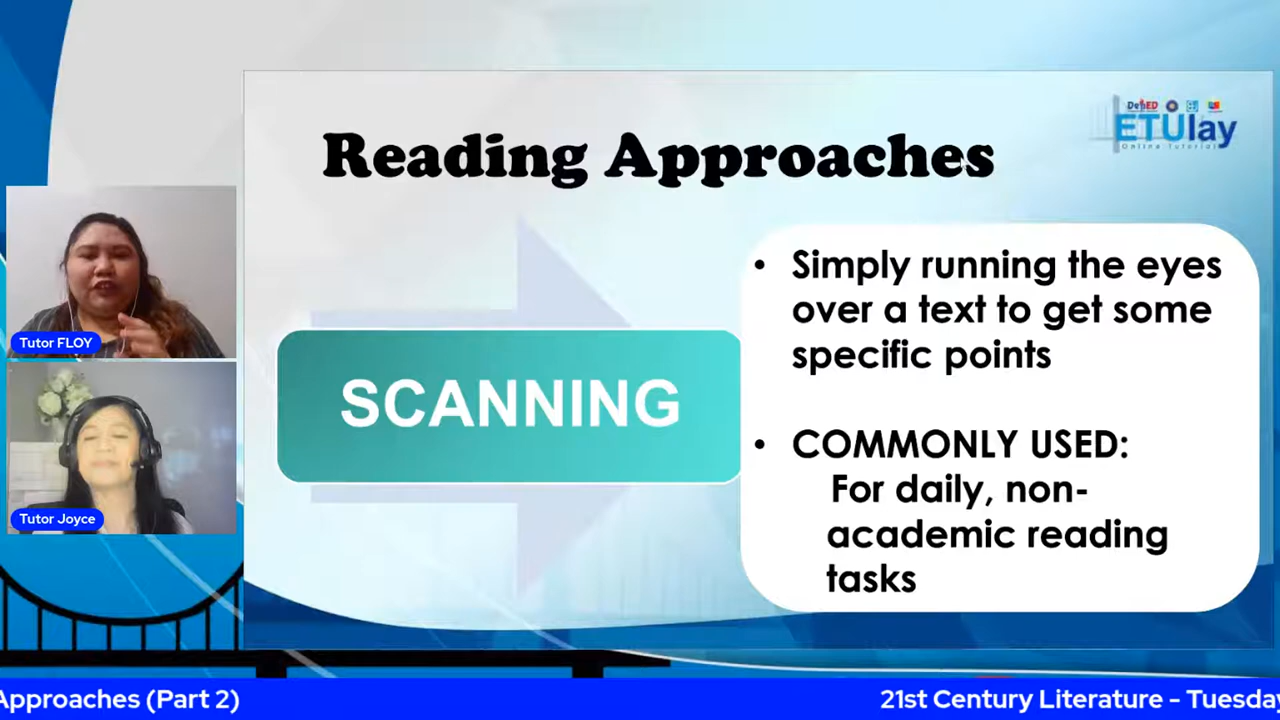 Reading Approaches
DepED
ETUlay
Online Tutorial
Tutor FLOY
Tutor Joyce
SCANNING
• Simply running the eyes
over a text to get some
specific points
• COMMONLY USED:
For daily, non-
academic reading
tasks
Approaches (Part 2)
21st Century Literature - Tuesday